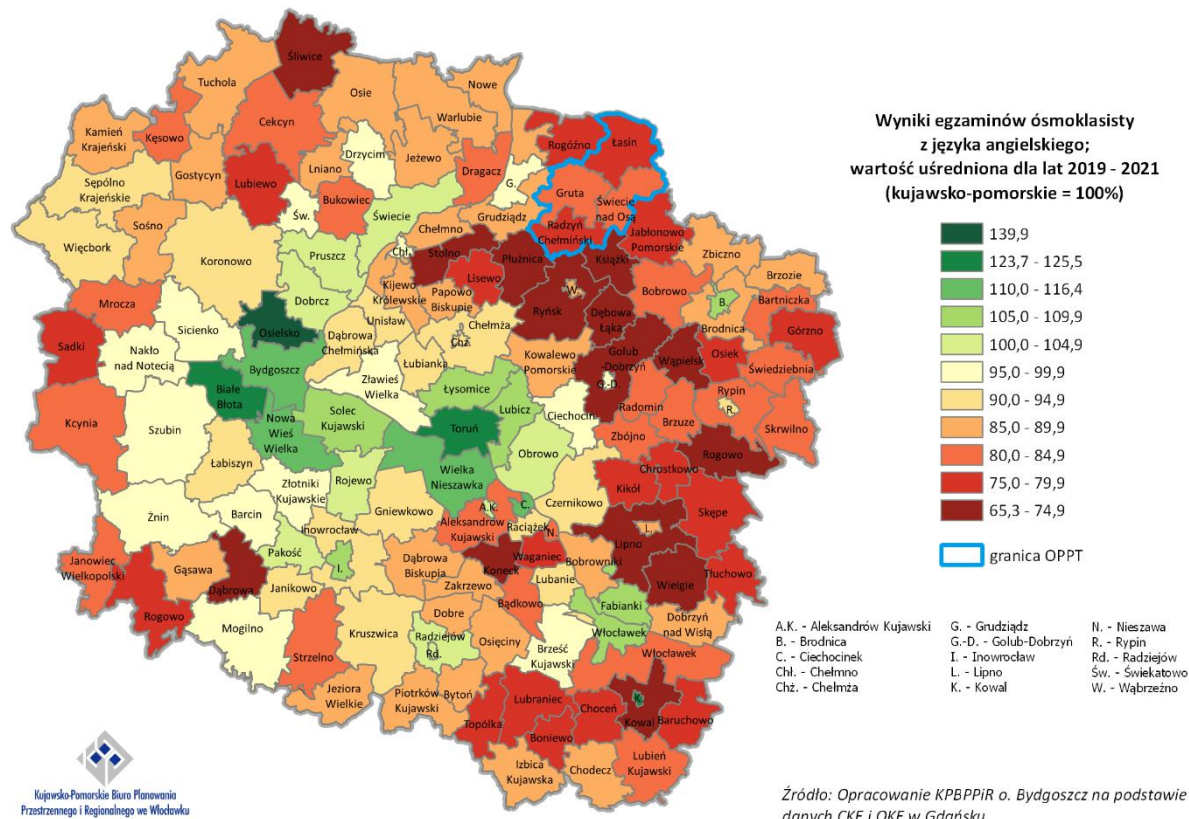 Śliwice
Tuchola
Osie
Nowe
Warlubie
Kamień
Krajeński
Kęsowo
Cekcyn
Drzycim
Jeżewo
Rogóźno
Łasin
Gostycyn
Lniano
Dragacz
G.
Sępólno
Krajeńskie
Lubiewo
Bukowiec
Gruta
Świecie
nad Osą
Św.
Świecie
Grudziądz
Sośno
Chełmno
Radzyń
Chełmiński
Jabłonowo
Pomorskie
Więcbork
Koronowo
Pruszcz
Chł.
Stolno
Płużnica
Książki
Zbiczno
Lisewo
Brzozie
Mrocza
Dobrcz
Kijewo
Królewskie
Papowo
Biskupie
W.
Bobrowo
B.
Bartniczka
Sicienko
Osielsko
Unisław
Ryńsk
Dębowa
Łąka
Brodnica
Górzno
Sadki
Dąbrowa
Chełmińska
Chełmża
Chż.
Nakło
nad Notecią
Bydgoszcz
Łubianka
Kowalewo
Pomorskie
Golub
-Dobrzyń
Wąpielsk
Osiek
Świedziebnia
Białe
Błota
Zławieś
Wielka
Łysomice
G.-D.
Rypin
R.
Kcynia
Szubin
Nowa
Wieś
Wielka
Solec
Kujawski
Toruń
Lubicz
Ciechocin
Radomin
Brzuze
Skrwilno
Zbójno
Obrowo
Rogowo
Łabiszyn
Wielka
Nieszawka
Złotniki
Kujawskie
Rojewo
Chrostkowo
Kikół
Czernikowo
Skępe
Żnin
Barcin
Gniewkowo
A.K.
C.
Inowrocław
Aleksandrów
Kujawski
Raciążek
N.
L.
Pakość
I.
Lipno
Janowiec
Wielkopolski
Gąsawa
Dąbrowa
Janikowo
Dąbrowa
Biskupia
Koneck
Waganiec
Bobrowniki
Wielgie
Tłuchowo
Zakrzewo
Lubanie
Rogowo
Bądkowo
Fabianki
Mogilno
Kruszwica
Dobre
Dobrzyń
nad Wisłą
Strzelno
Radziejów
Rd.
Osięciny
Brześć
Kujawski
Włocławek
Włocławek
Jeziora
Wielkie
Piotrków
Kujawski
Bytoń
Lubraniec
Choceń
K.
Kowal
Baruchowo
Topólka
Boniewo
Izbica
Kujawska
Chodecz
Lubień
Kujawski
Wyniki egzaminów ósmoklasisty
z języka angielskiego;
wartość uśredniona dla lat 2019 - 2021
(kujawsko-pomorskie = 100%)
139,9
123,7 - 125,5
110,0 - 116,4
105,0 - 109,9
100,0 - 104,9
95,0 - 99,9
90,0 - 94,9
85,0 - 89,9
80,0 - 84,9
75,0 - 79,9
65,3 - 74,9
granica OPPT
A.K. - Aleksandrów Kujawski
B. - Brodnica
C. - Ciechocinek
Chł. - Chełmno
Chż. - Chełmża
G. - Grudziądz
G.-D. - Golub-Dobrzyń
I. - Inowrocław
L. - Lipno
K. - Kowal
N. - Nieszawa
R. - Rypin
Rd. - Radziejów
Św. - Świekatowo
W. - Wąbrzeźno
Kujawsko-Pomorskie Biuro Planowania
Przestrzennego i Regionalnego we Włocławku
Źródło: Opracowanie KPBPPiR o. Bydgoszcz na podstawie
danych CKE i OKE w Gdańsku